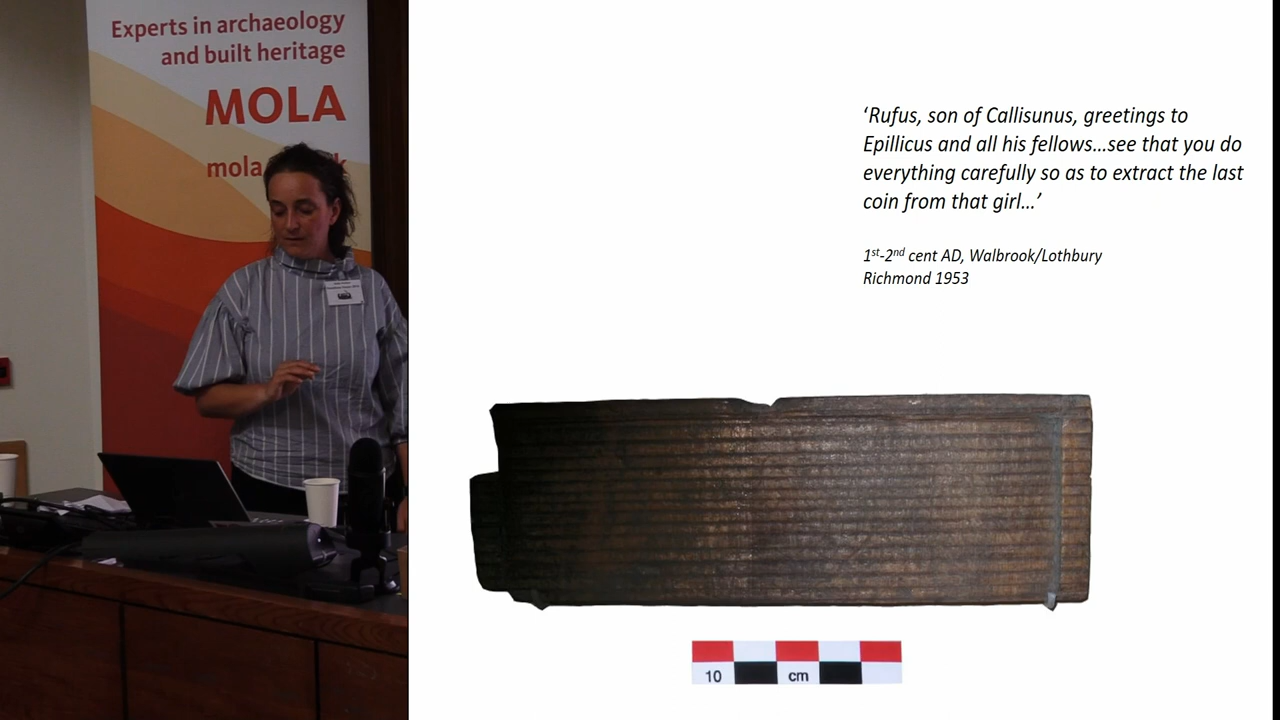 Experts in archaeology
and built heritage
MOLA
mola
‘Rufus, son of Callisunus, greetings to
Epillicus and all his fellows…see that you do
everything carefully so as to extract the last
coin from that girl…’
1st-2nd cent AD, Walbrook/Lothbury
Richmond 1953
10 cm